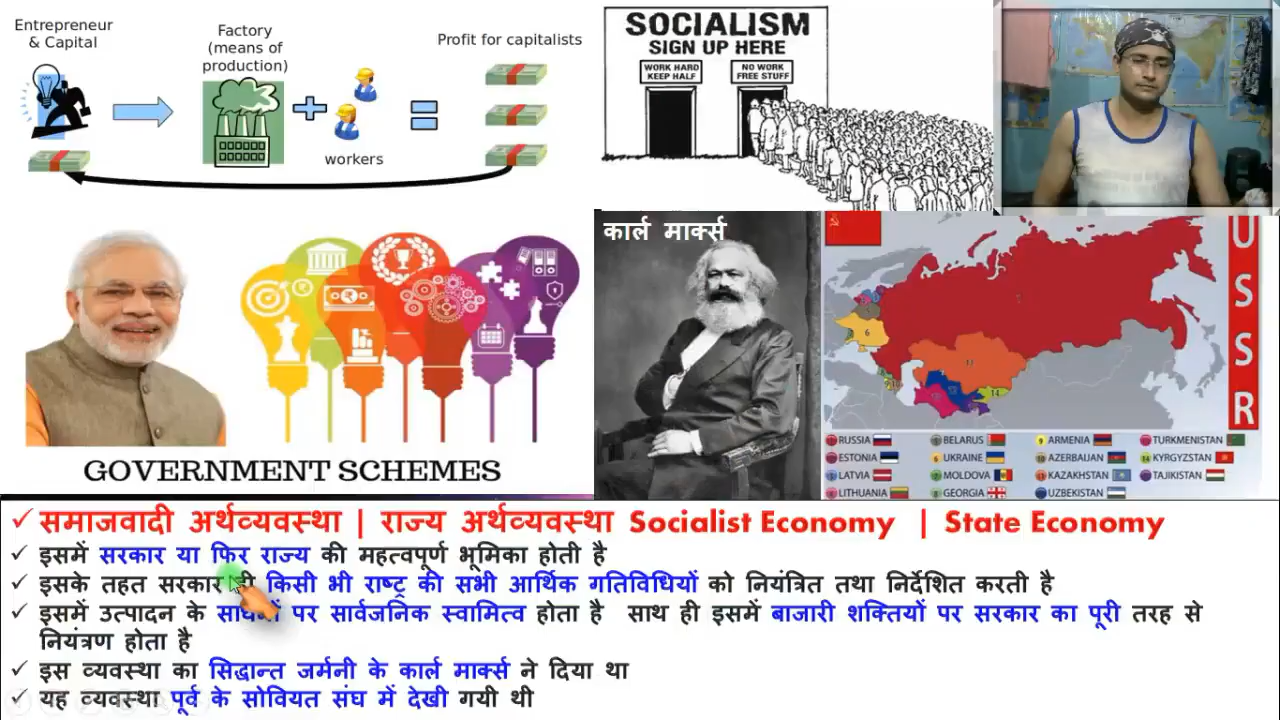 Entrepreneur
& Capital
Factory
(means of
production)
workers
Profit for capitalists
SOCIALISM
SIGN UP HERE
WORK HARD
KEEP HALF
NO WORK
FREE STUFF
GOVERNMENT SCHEMES
कार्ल मार्क्स
USSR
6
11
14
RUSSIA
ESTONIA
LATVIA
LITHUANIA
BELARUS
UKRAINE
MOLDOVA
GEORGIA
ARMENIA
AZERBAIJAN
KAZAKHSTAN
UZBEKISTAN
TURKMENISTAN
KYRGYZSTAN
TAJIKISTAN
✓ समाजवादी अर्थव्यवस्था | राज्य अर्थव्यवस्था Socialist Economy | State Economy
✓ इसमें सरकार या फिर राज्य की महत्वपूर्ण भूमिका होती है
✓ इसके तहत सरकार ही किसी भी राष्ट्र की सभी आर्थिक गतिविधियों को नियंत्रित तथा निर्देशित करती है
✓ इसमें उत्पादन के साधनों पर सार्वजनिक स्वामित्व होता है साथ ही इसमें बाजारी शक्तियों पर सरकार का पूरी तरह से
नियंत्रण होता है
✓ इस व्यवस्था का सिद्धान्त जर्मनी के कार्ल मार्क्स ने दिया था
✓ यह व्यवस्था पूर्व के सोवियत संघ में देखी गयी थी